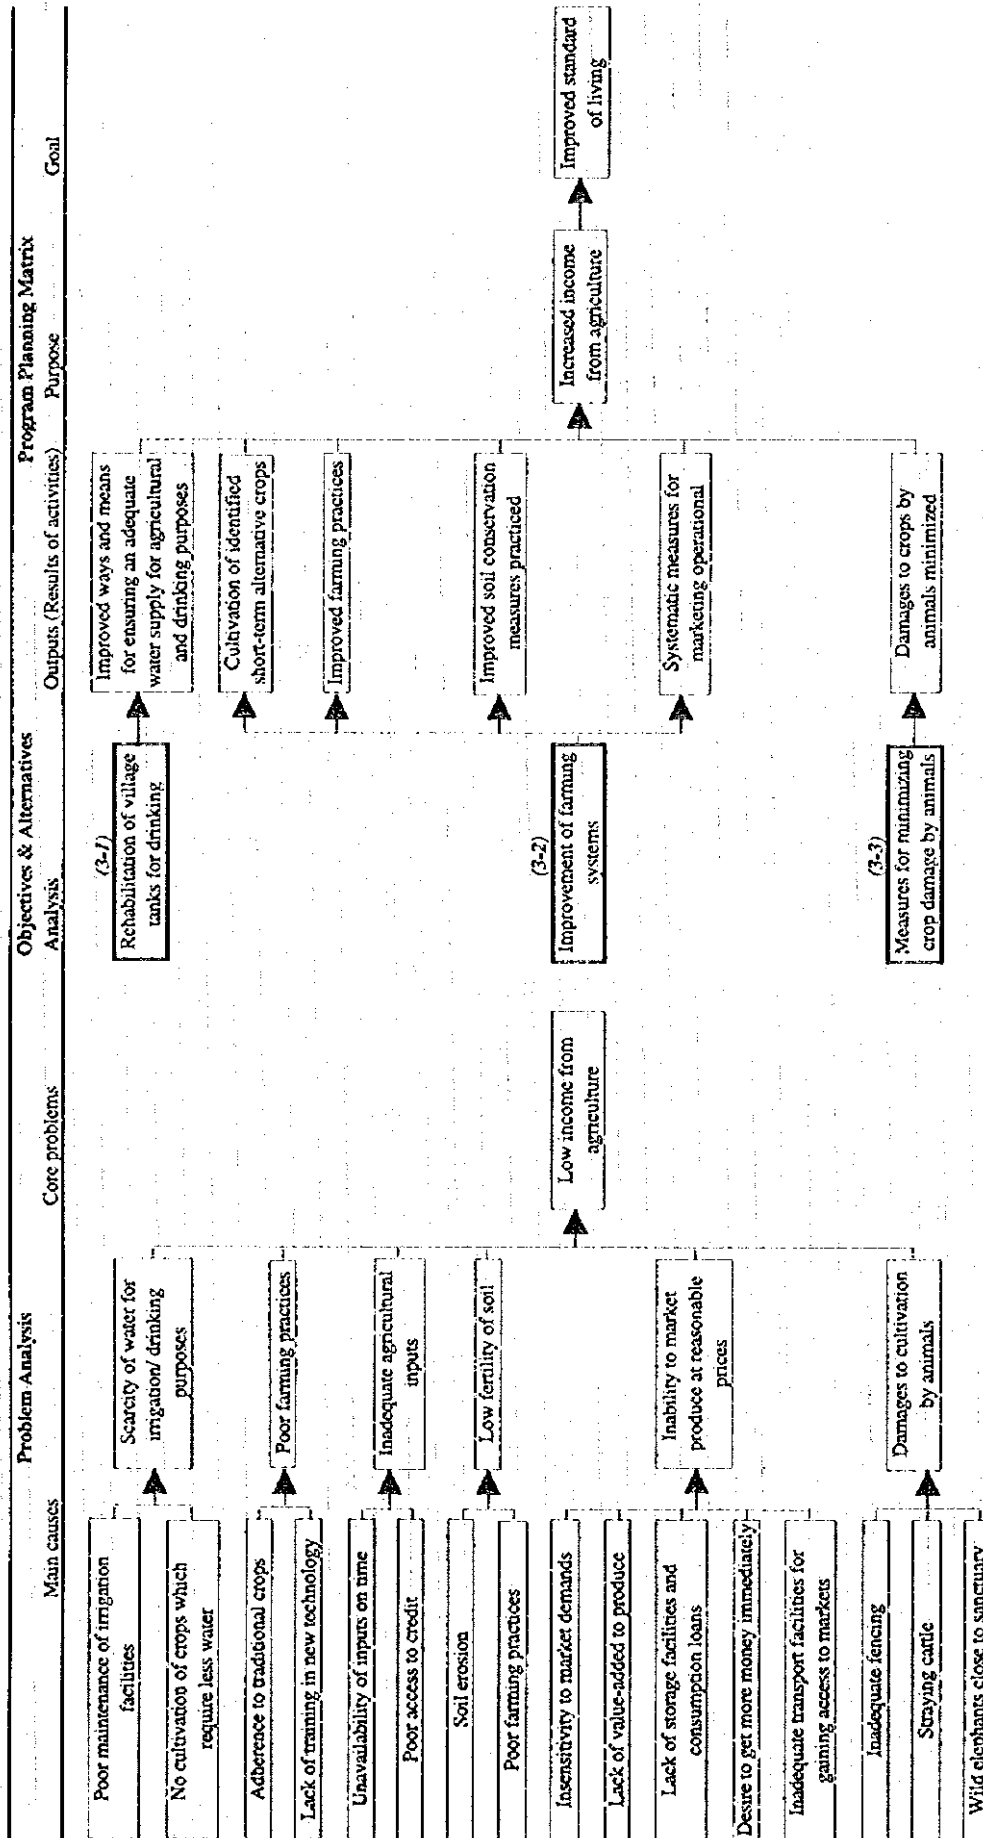 Problem Analysis
Objectives & Alternatives
Program Planning Matrix
Main causes
Core problems
Analysis
Outputs (Results of activities)
Purpose
Goal
Poor maintenance of irrigation
facilities
No cultivation of crops which
require less water
Adherence to traditional crops
Lack of training in new technology
Unavailability of inputs on time
Poor access to credit
Soil erosion
Poor farming practices
Insensitivity to market demands
Lack of value-added to produce
Lack of storage facilities and
consumption loans
Desire to get more money immediately
Inadequate transport facilities for
gaining access to markets
Inadequate fencing
Straying cattle
Wild elephants close to sanctuary
Scarcity of water for
irrigation/ drinking
purposes
Poor farming practices
Inadequate agricultural
inputs
Low fertility of soil
Inability to market
produce at reasonable
prices
Damages to cultivation
by animals
Low income from
agriculture
(3-1)
Rehabilitation of village
tanks for drinking
(3-2)
Improvement of farming
systems
(3-3)
Measures for minimizing
crop damage by animals
Improved ways and means
for ensuring an adequate
water supply for agricultural
and drinking purposes
Cultivation of identified
short-term alternative crops
Improved farming practices
Improved soil conservation
measures practiced
Systematic measures for
marketing operational
Damages to crops by
animals minimized
Increased income
from agriculture
Improved standard
of living